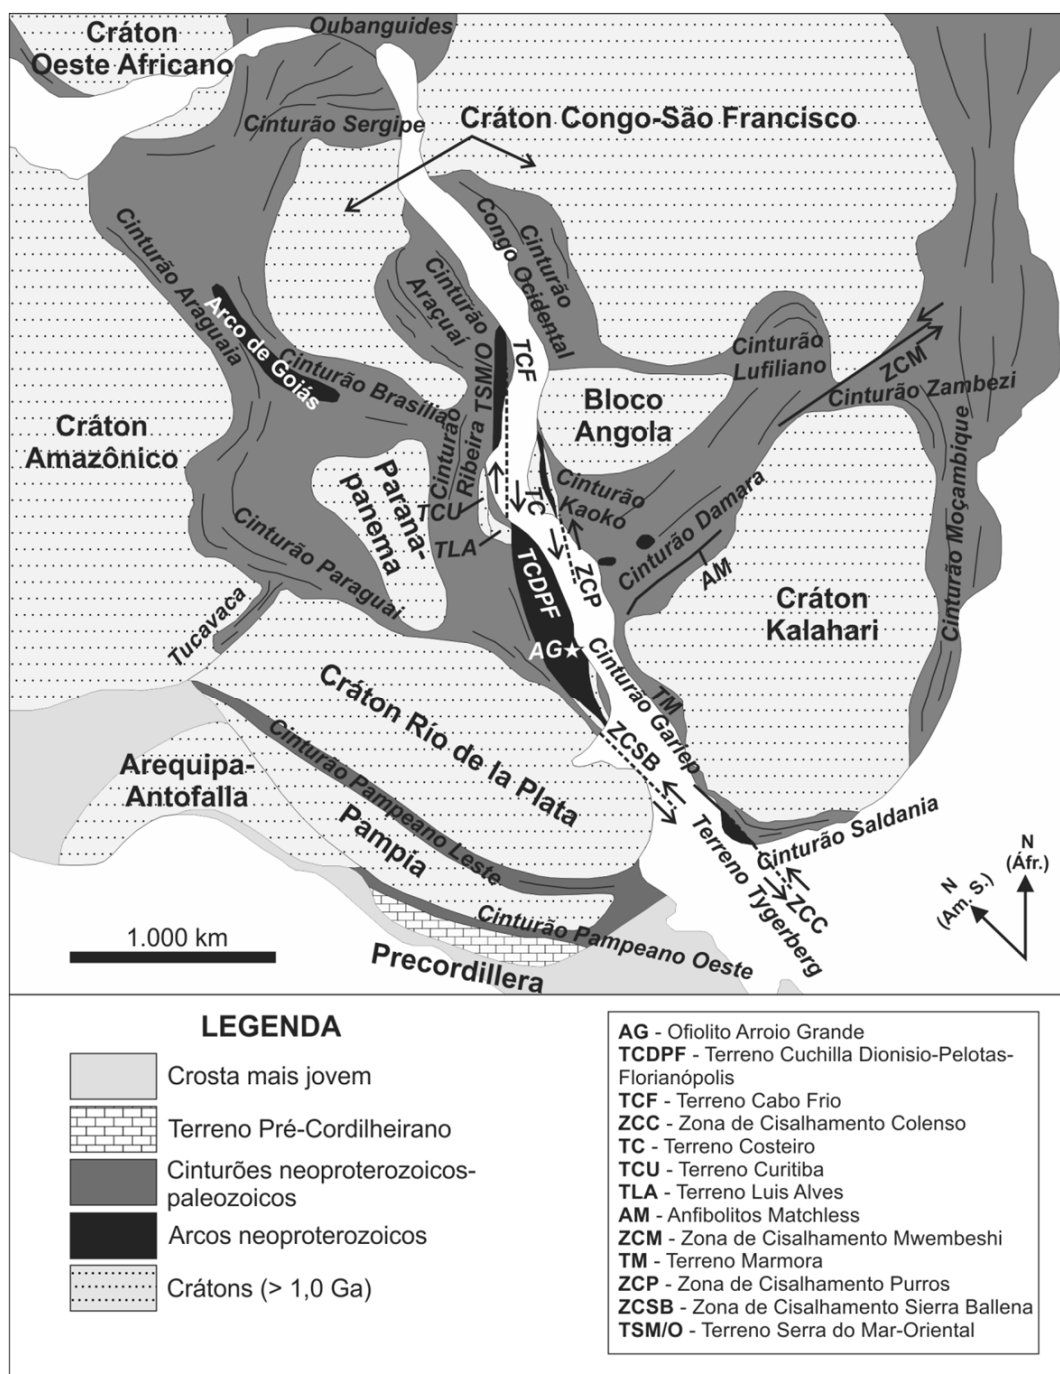 Cráton
Oeste Africano
Oubanguides
Cinturão Sergipe
Cráton Congo-São Francisco
Cinturão Araguaia
Arco de Goiás
Cinturão Brasília
Cinturão
Araçuaí
Cinturão
Congo Ocidental
TCF
Cinturão
Ribeira
TSM/O
Bloco
Angola
Cinturão
Lufiliano
ZCM
Cinturão Zambezi
Cráton
Amazônico
Paraná-
panema
TCU
TLA
TC
Cinturão
Kaoko
Cinturão Damara
AM
Cinturão Moçambique
Cinturão Paraguai
Tucavaca
TCDPF
AG
ZCP
Cráton
Kalahari
Cinturão Gariep
TM
Cráton Río de la Plata
ZCSB
Arequipa-
Antofalla
Cinturão Pampeano Leste
Pampia
Cinturão Saldania
Terreno Tygerberg
ZCC
N
(Áfr.)
N
(Am. S.)
1.000 km
Cinturão Pampeano Oeste
Precordillera
LEGENDA
Crosta mais jovem
Terreno Pré-Cordilheirano
Cinturões neoproterozoicos-
paleozoicos
Arcos neoproterozoicos
Crátons (> 1,0 Ga)
AG - Ofiolito Arroio Grande
TCDPF - Terreno Cuchilla Dionisio-Pelotas-
Florianópolis
TCF - Terreno Cabo Frio
ZCC - Zona de Cisalhamento Colenso
TC - Terreno Costeiro
TCU - Terreno Curitiba
TLA - Terreno Luis Alves
AM - Anfibolitos Matchless
ZCM - Zona de Cisalhamento Mwembeshi
TM - Terreno Marmora
ZCP - Zona de Cisalhamento Purros
ZCSB - Zona de Cisalhamento Sierra Ballena
TSM/O - Terreno Serra do Mar-Oriental